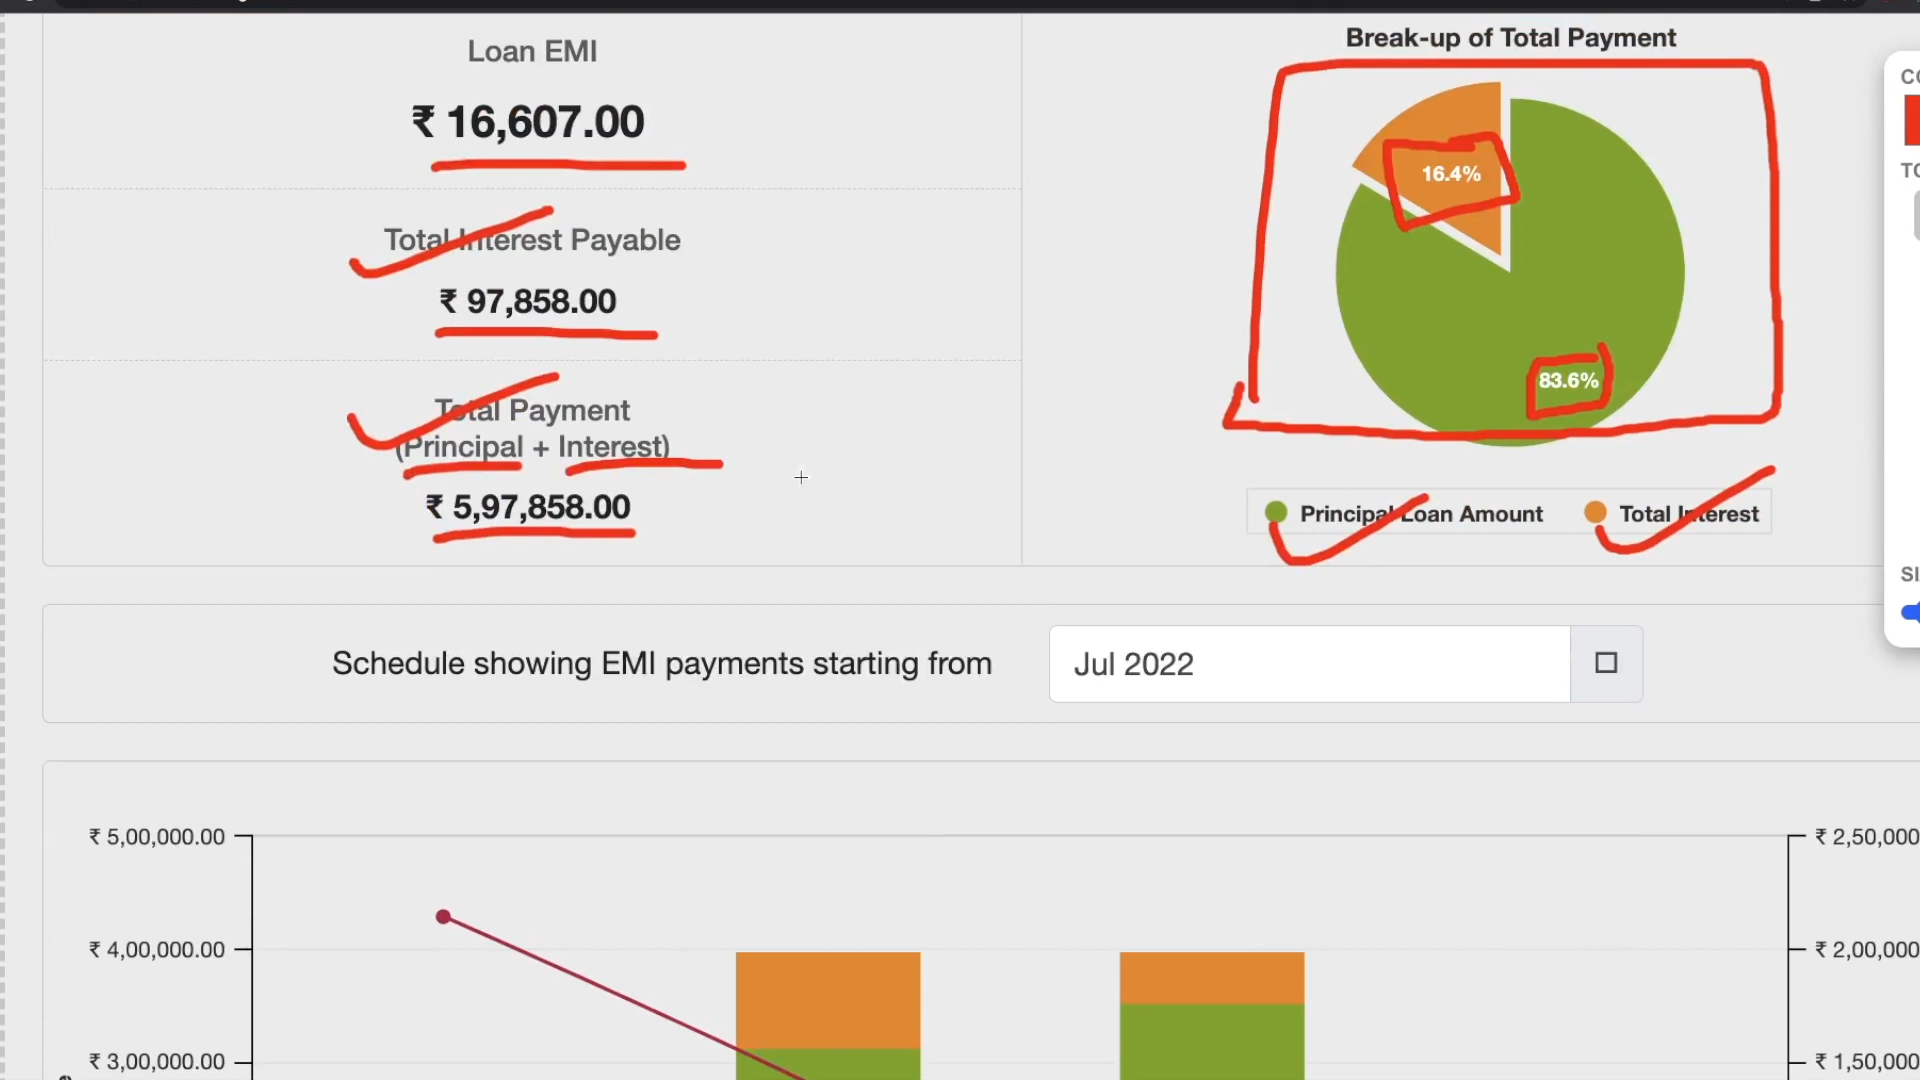 Loan EMI
₹ 16,607.00
Total Interest Payable
₹ 97,858.00
Total Payment
(Principal + Interest)
₹ 5,97,858.00
Break-up of Total Payment
16.4%
83.6%
Principal Loan Amount
Total Interest
Schedule showing EMI payments starting from
Jul 2022
₹ 5,00,000.00
₹ 4,00,000.00
₹ 3,00,000.00
₹ 2,50,000
₹ 2,00,000
₹ 1,50,000